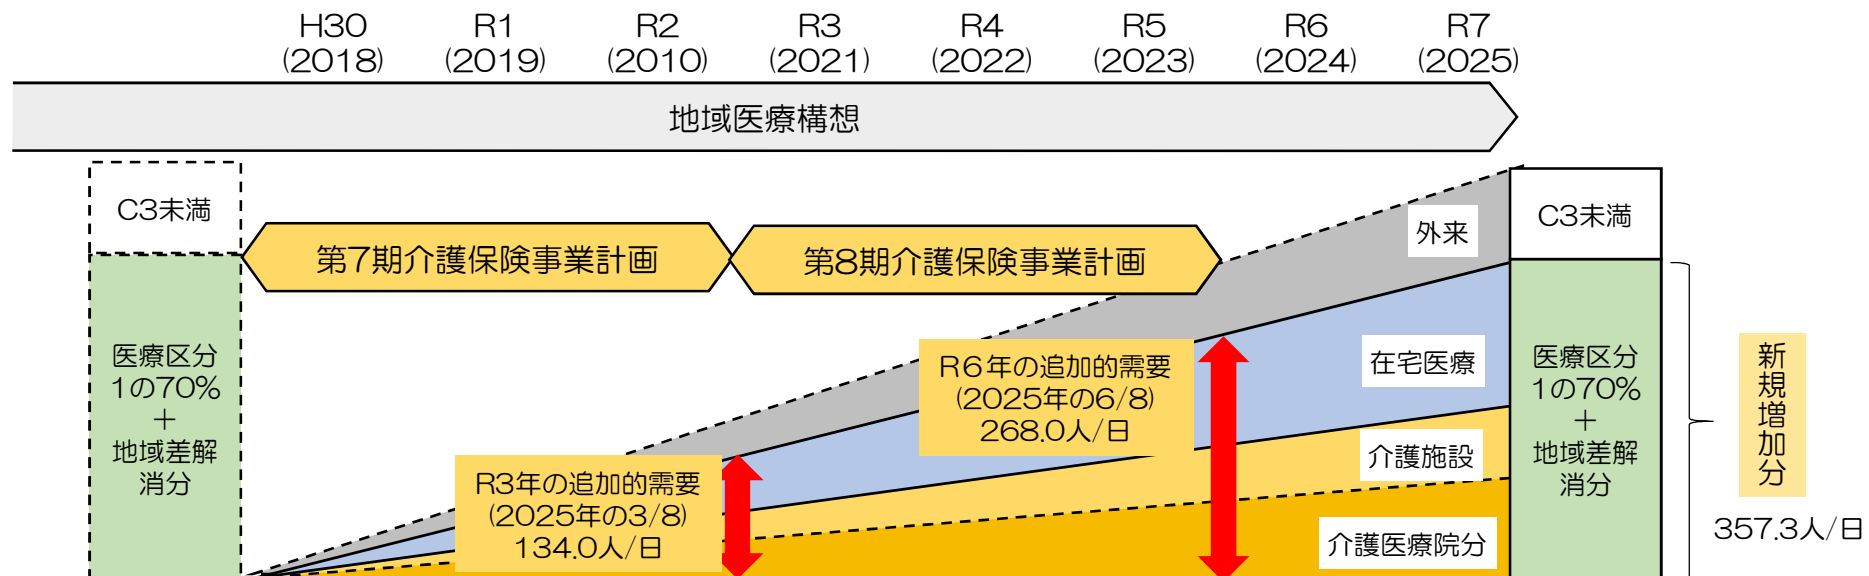 H30 R1 R2 R3 R4 R5 R6 R7
(2018) (2019) (2010) (2021) (2022) (2023) (2024) (2025)
地域医療構想
C3未満
第7期介護保険事業計画
第8期介護保険事業計画
外来
C3未満
医療区分
1の70%
+
地域差解
消分
R6年の追加的需要
(2025年の6/8)
268.0人/日
在宅医療
R3年の追加的需要
(2025年の3/8)
134.0人/日
介護施設
介護医療院分
医療区分
1の70%
+
地域差解
消分
新規増加分
357.3人/日